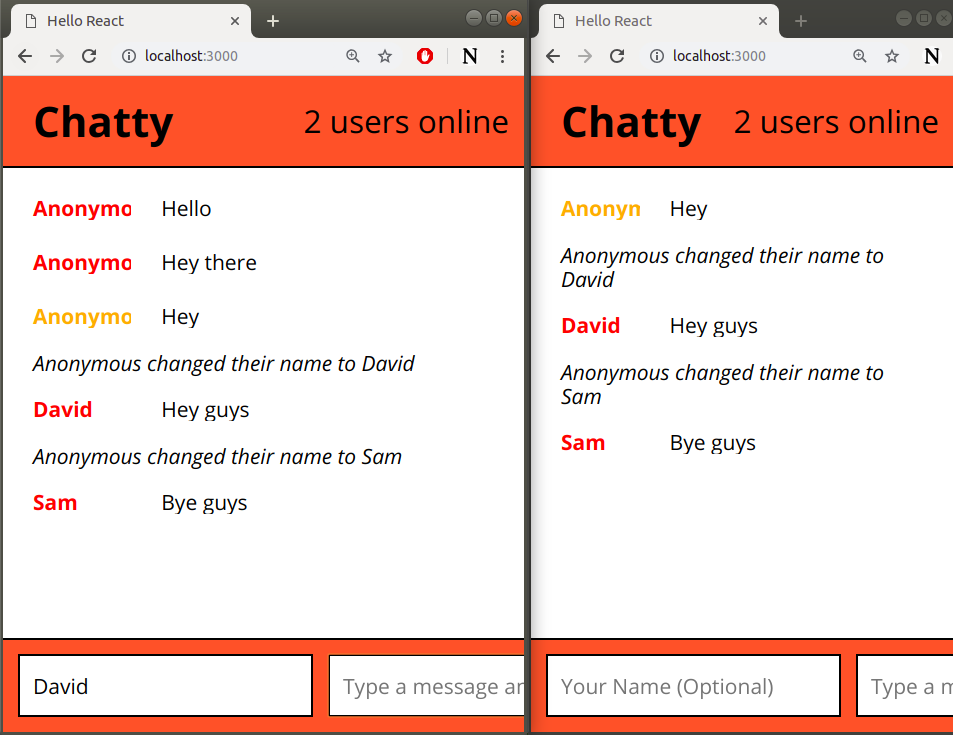 Hello React
localhost:3000
Chatty 2 users online
Anonymo Hello
Anonymo Hey there
Anonymo Hey
Anonymous changed their name to David
David Hey guys
Anonymous changed their name to Sam
Sam Bye guys
David Type a message an
Hello React
localhost:3000
Chatty 2 users online
Anonyn Hey
Anonymous changed their name to
David
David Hey guys
Anonymous changed their name to
Sam
Sam Bye guys
Your Name (Optional) Type a m